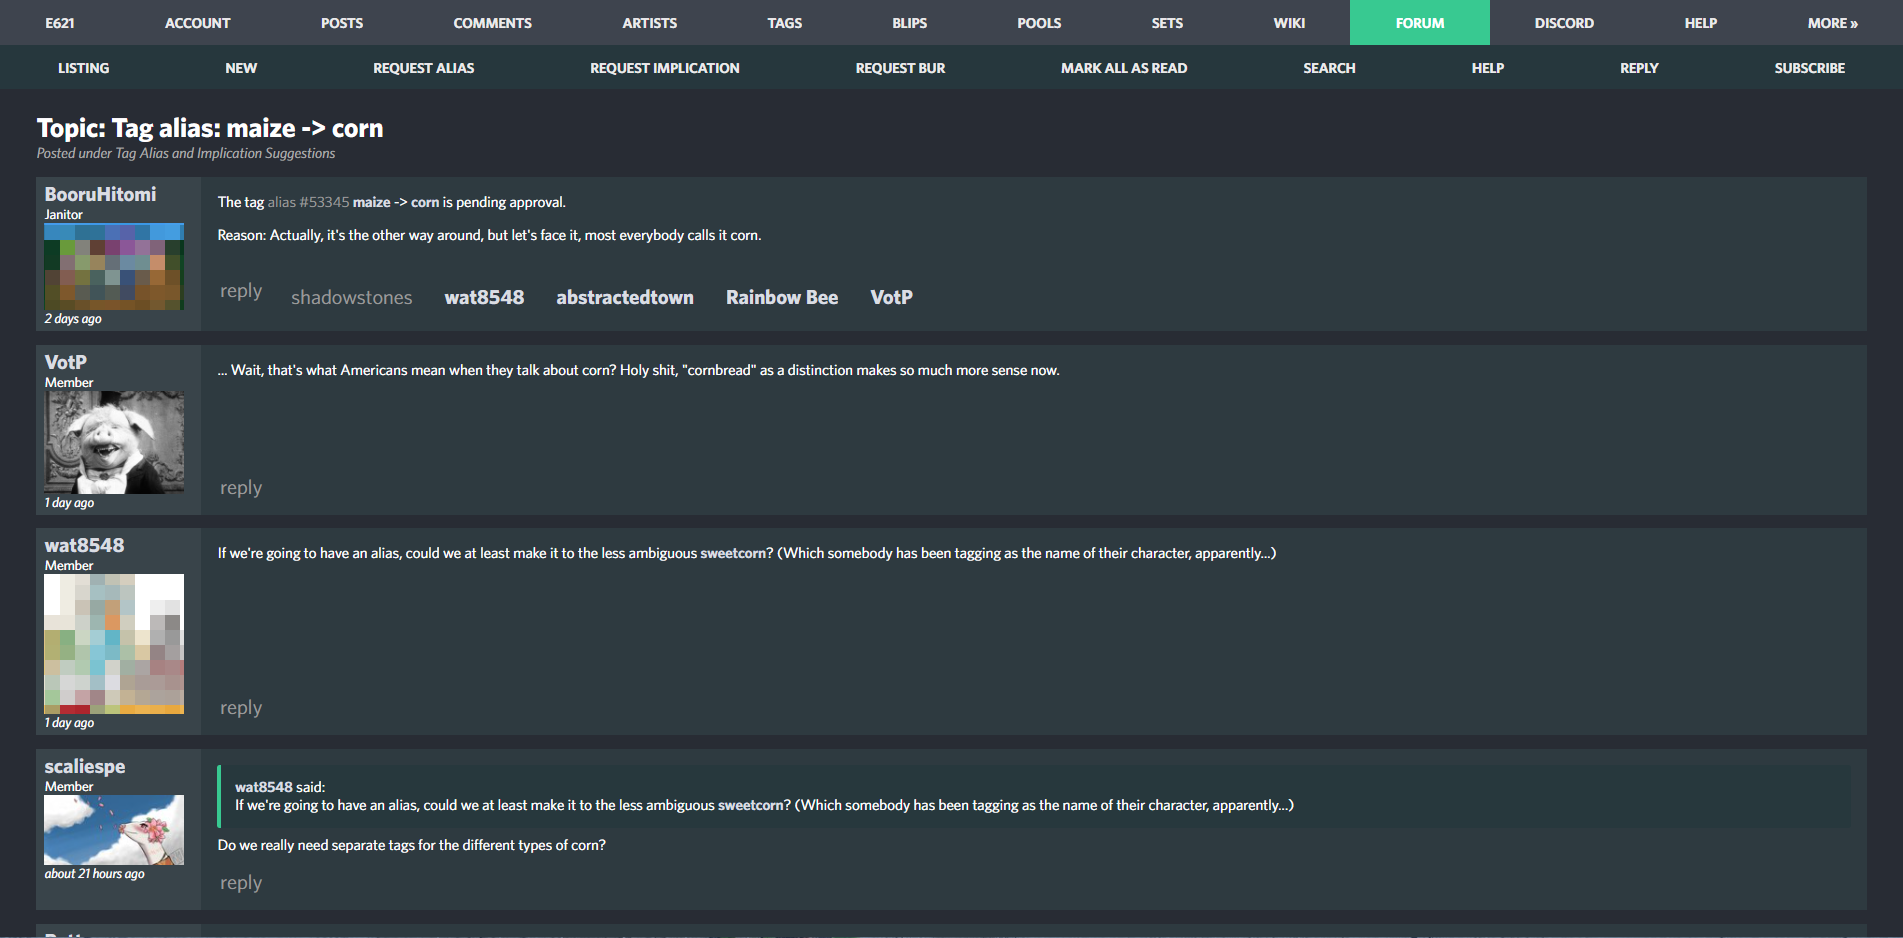 E621 ACCOUNT POSTS COMMENTS ARTISTS TAGS BLIPS POOLS SETS WIKI FORUM DISCORD HELP MORE »
LISTING NEW REQUEST ALIAS REQUEST IMPLICATION REQUEST BUR MARK ALL AS READ SEARCH HELP REPLY SUBSCRIBE
Topic: Tag alias: maize -> corn
Posted under Tag Alias and Implication Suggestions
BooruHitomi
Janitor
2 days ago
The tag alias #53345 maize -> corn is pending approval.
Reason: Actually, it's the other way around, but let's face it, most everybody calls it corn.
reply shadowstones wat8548 abstractedtown Rainbow Bee VotP
VotP
Member
1 day ago
... Wait, that's what Americans mean when they talk about corn? Holy shit, "cornbread" as a distinction makes so much more sense now.
reply
wat8548
Member
1 day ago
If we're going to have an alias, could we at least make it to the less ambiguous sweetcorn? (Which somebody has been tagging as the name of their character, apparently...)
reply
scaliespe
Member
about 21 hours ago
wat8548 said:
If we're going to have an alias, could we at least make it to the less ambiguous sweetcorn? (Which somebody has been tagging as the name of their character, apparently...)
Do we really need separate tags for the different types of corn?
reply